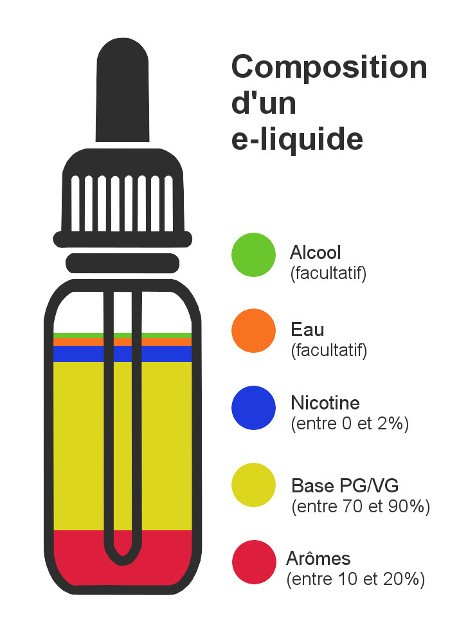 Composition
d'un
e-liquide
Alcool
(facultatif)
Eau
(facultatif)
Nicotine
(entre 0 et 2%)
Base PG/VG
(entre 70 et 90%)
Arômes
(entre 10 et 20%)